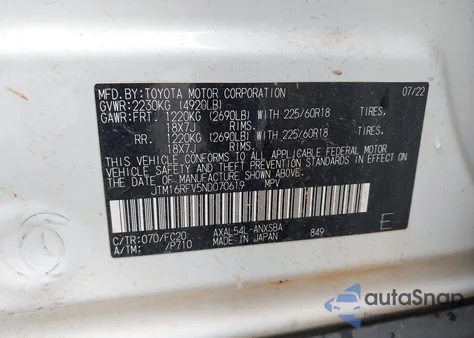 MFD. BY: TOYOTA MOTOR CORPORATION 07/22
GVWR: 2230KG (4920LB)
GAWR: FRT. 1220KG (2690LB) WITH 225/60R18 TIRES.
18X7J RIMS.
RR. 1220KG (2690LB) WITH 225/60R18 TIRES.
18X7J RIMS.
THIS VEHICLE CONFORMS TO ALL APPLICABLE FEDERAL MOTOR
VEHICLE SAFETY STANDARDS IN EFFECT ON
THE DATE OF MANUFACTURE SHOWN ABOVE.
JTM16RFV5ND070619 MPV
C/TR: 070/FC20 AXAL54L-ANXSBA 849 E
A/TM: /P710 MADE IN JAPAN
autoSnap